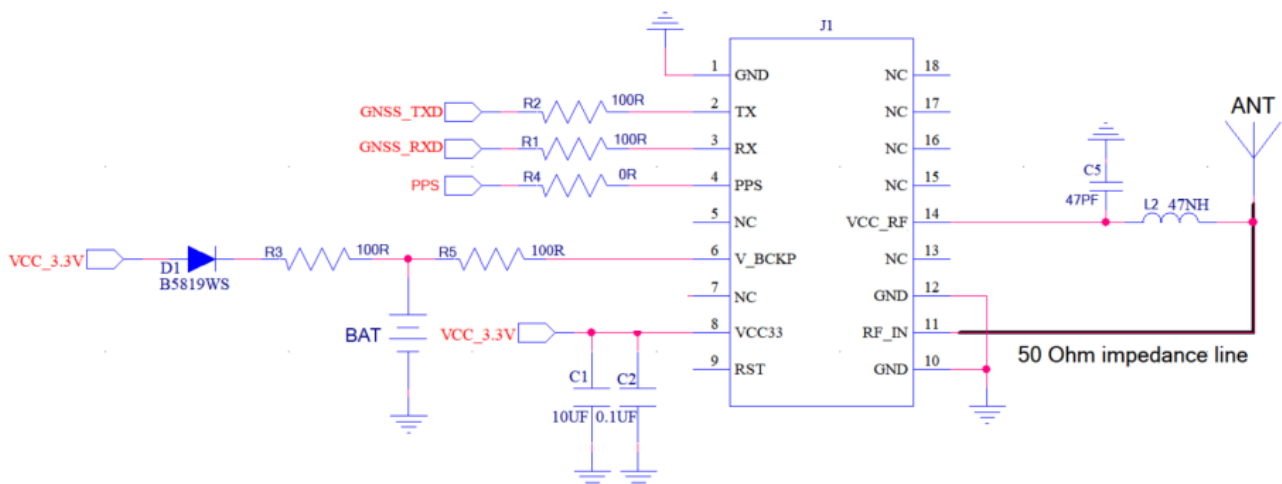 J1
1 GND NC 18
GNSS_TXD R2 100R 2 TX NC 17
GNSS_RXD R1 100R 3 RX NC 16
PPS R4 0R 4 PPS NC 15
ANT
C5
47PF
5 NC VCC_RF 14 L2 47NH
VCC_3.3V D1 R3 100R R5 100R 6 V_BCKP NC 13
B5819WS
7 NC GND 12
BAT VCC_3.3V 8 VCC33 RF_IN 11
50 Ohm impedance line
9 RST GND 10
C1 C2
10UF 0.1UF